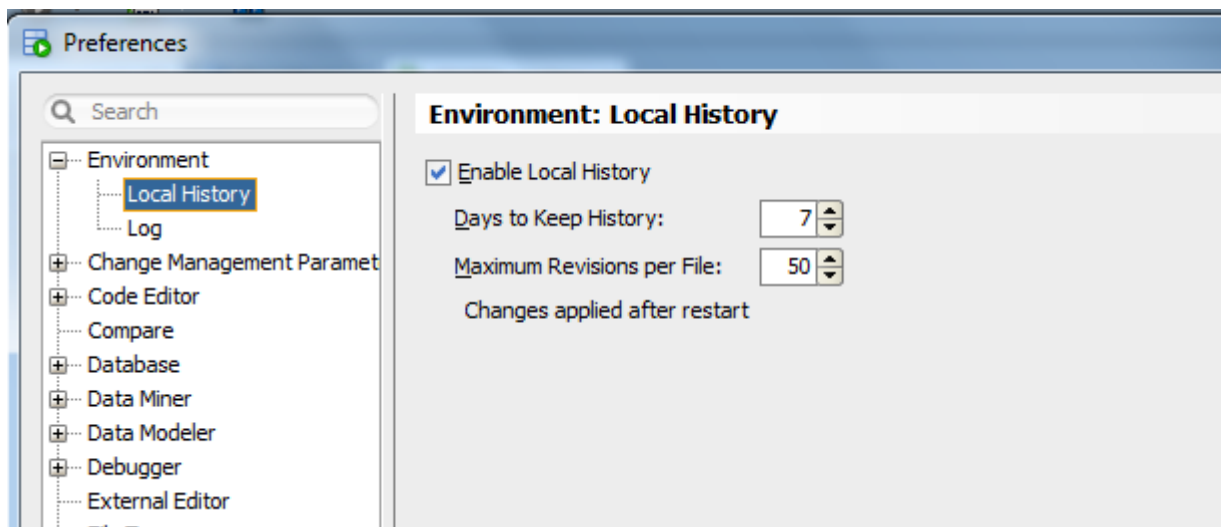 Preferences
Search
Environment
Local History
Log
Change Management Paramet
Code Editor
Compare
Database
Data Miner
Data Modeler
Debugger
External Editor
Environment: Local History
Enable Local History
Days to Keep History: 7
Maximum Revisions per File: 50
Changes applied after restart